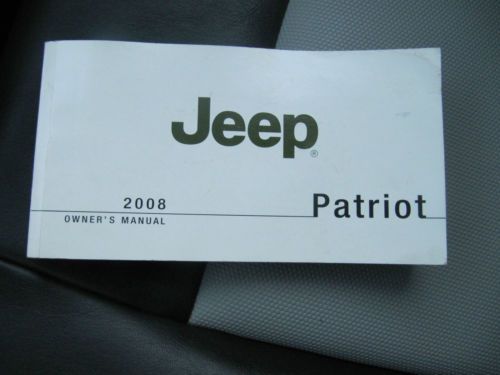 Jeep®
2008 Patriot
OWNER'S MANUAL